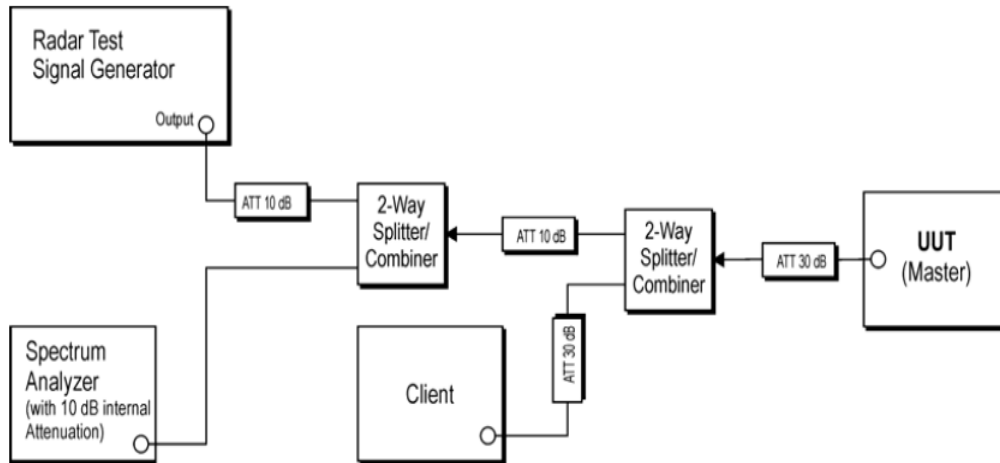 Radar Test
Signal Generator
Output
ATT 10 dB
2-Way
Splitter/
Combiner
ATT 10 dB
2-Way
Splitter/
Combiner
ATT 30 dB
UUT
(Master)
Spectrum
Analyzer
(with 10 dB internal
Attenuation)
Client
ATT 30 dB